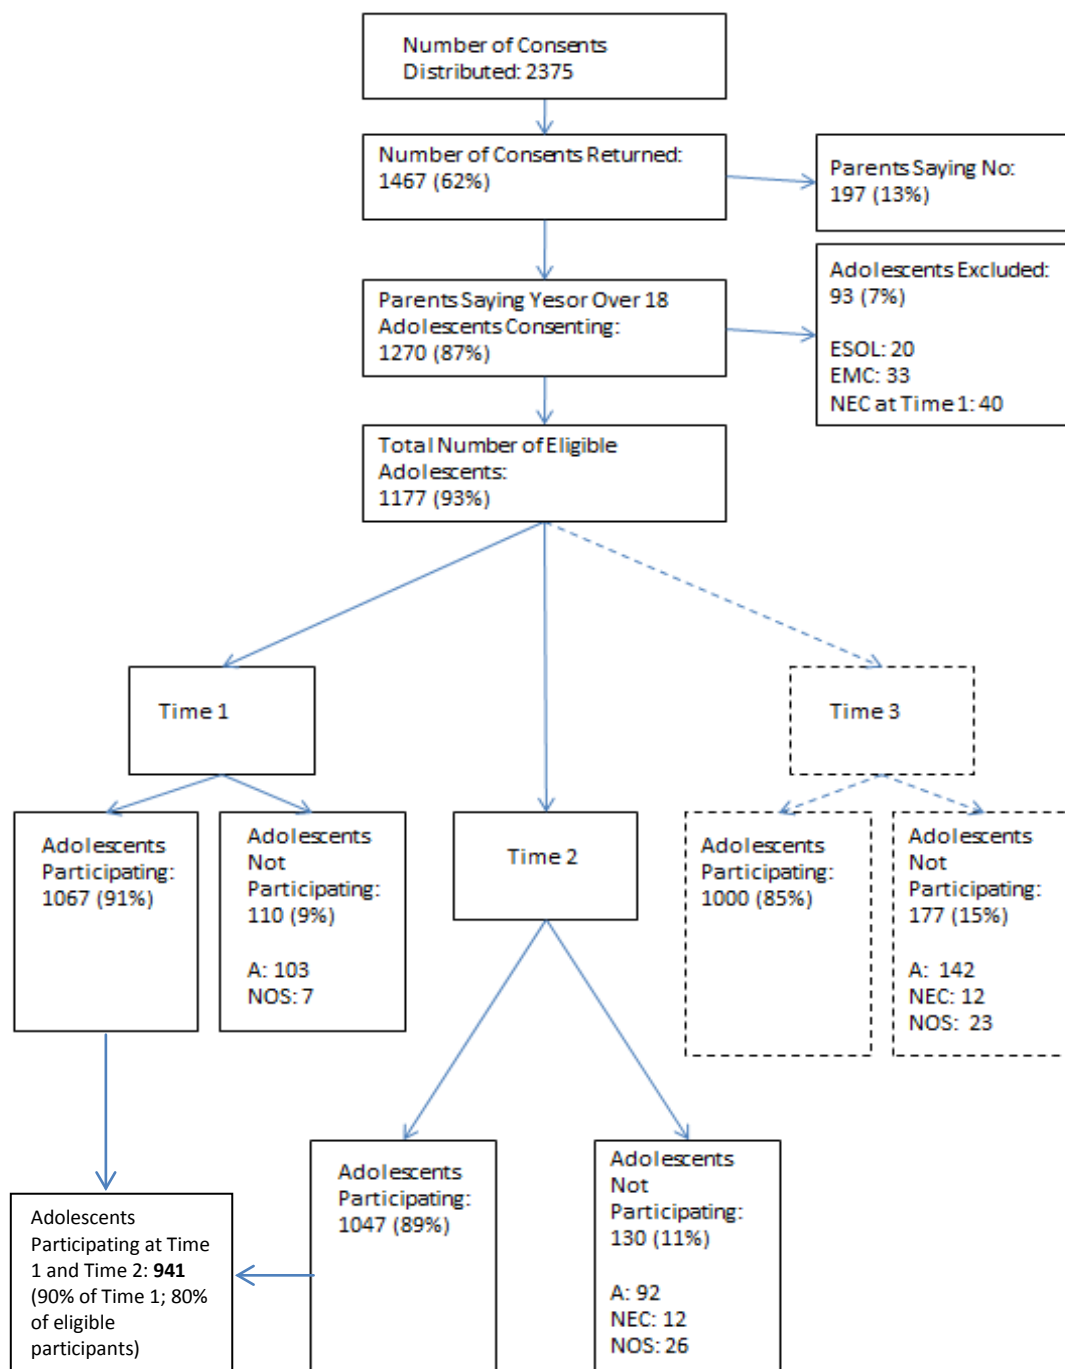 Number of Consents
Distributed: 2375
Number of Consents Returned:
1467 (62%)
Parents Saying No:
197 (13%)
Parents Saying Yes or Over 18
Adolescents Consenting:
1270 (87%)
Adolescents Excluded:
93 (7%)
ESOL: 20
EMC: 33
NEC at Time 1: 40
Total Number of Eligible
Adolescents:
1177 (93%)
Time 1
Time 3
Adolescents
Participating:
1067 (91%)
Adolescents
Not
Participating:
110 (9%)
A: 103
NOS: 7
Time 2
Adolescents
Participating:
1000 (85%)
Adolescents
Not
Participating:
177 (15%)
A: 142
NEC: 12
NOS: 23
Adolescents
Participating at Time
1 and Time 2: 941
(90% of Time 1; 80%
of eligible
participants)
Adolescents
Participating:
1047 (89%)
Adolescents
Not
Participating:
130 (11%)
A: 92
NEC: 12
NOS: 26